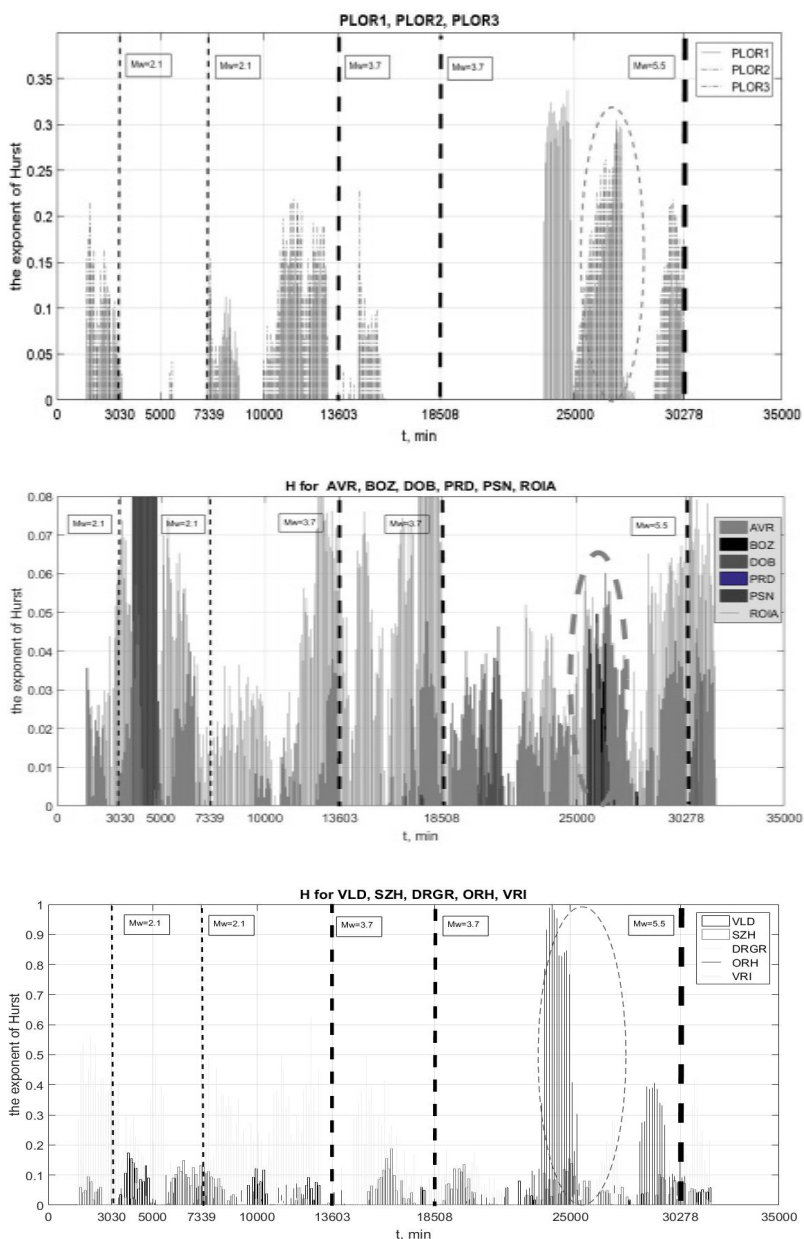 PLOR1, PLOR2, PLOR3
0.35
0.3
0.25
0.2
0.15
0.1
0.05
0
the exponent of Hurst
Mw=2.1
Mw=2.1
Mw=3.7
Mw=3.7
Mw=5.5
PLOR1
PLOR2
PLOR3
0 3030 5000 7339 10000 13603 18508 25000 30278 35000
t, min
H for AVR, BOZ, DOB, PRD, PSN, ROIA
0.08
0.07
0.06
0.05
0.04
0.03
0.02
0.01
0
the exponent of Hurst
Mw=2.1
Mw=2.1
Mw=3.7
Mw=3.7
Mw=5.5
AVR
BOZ
DOB
PRD
PSN
ROIA
0 3030 5000 7339 10000 13603 18508 25000 30278 35000
t, min
H for VLD, SZH, DRGR, ORH, VRI
1
0.9
0.8
0.7
0.6
0.5
0.4
0.3
0.2
0.1
0
the exponent of Hurst
Mw=2.1
Mw=2.1
Mw=3.7
Mw=3.7
Mw=5.5
VLD
SZH
DRGR
ORH
VRI
0 3030 5000 7339 10000 13603 18508 25000 30278 35000
t, min